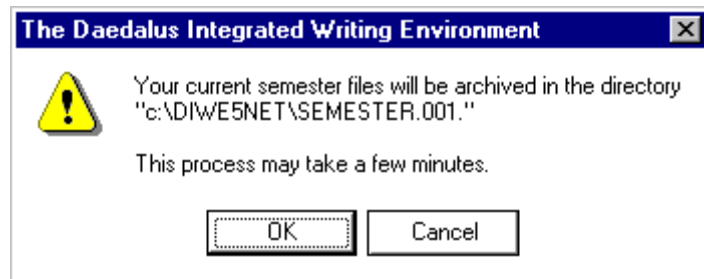 The Daedalus Integrated Writing Environment
Your current semester files will be archived in the directory
"c:\DIWE5NET\SEMESTER.001."
This process may take a few minutes.
OK
Cancel